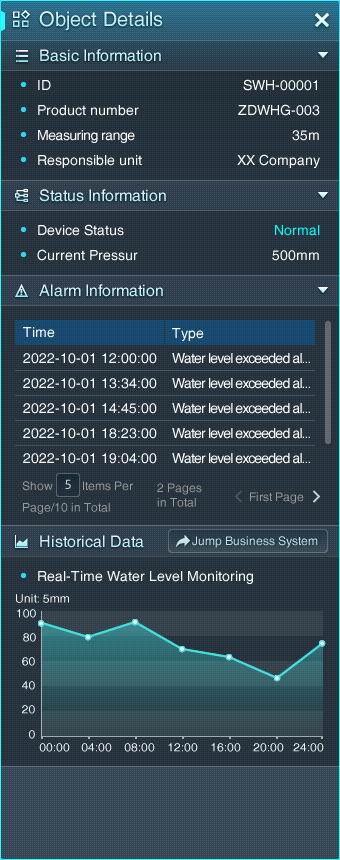 Object Details
Basic Information
ID SWH-00001
Product number ZDWHG-003
Measuring range 35m
Responsible unit XX Company
Status Information
Device Status Normal
Current Pressur 500mm
Alarm Information
Time Type
2022-10-01 12:00:00 Water level exceeded al...
2022-10-01 13:34:00 Water level exceeded al...
2022-10-01 14:45:00 Water level exceeded al...
2022-10-01 18:23:00 Water level exceeded al...
2022-10-01 19:04:00 Water level exceeded al...
Show 5 Items Per
Page/10 in Total
2 Pages
in Total
First Page
Historical Data Jump Business System
Real-Time Water Level Monitoring
Unit: 5mm
100
80
60
40
20
0
00:00 04:00 08:00 12:00 16:00 20:00 24:00